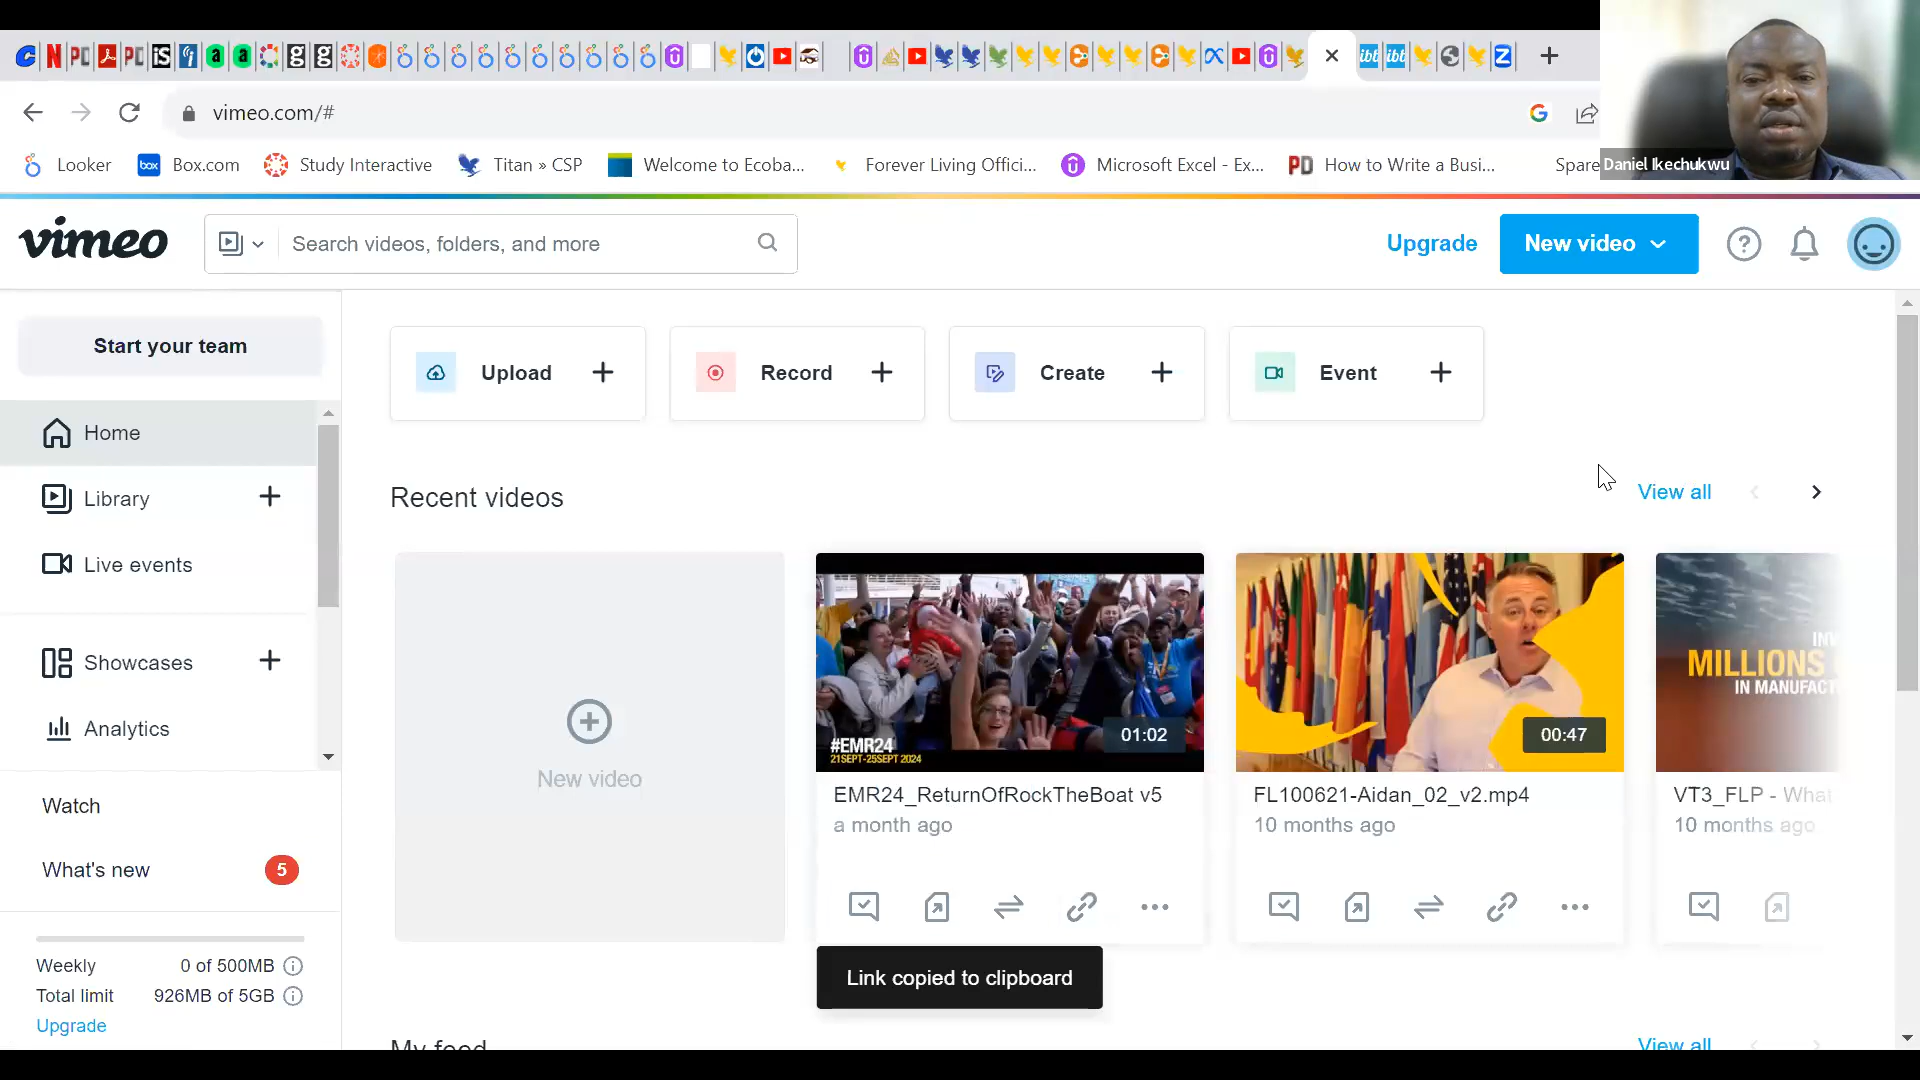 vimeo.com/#
Looker
box
Box.com
Study Interactive
Titan » CSP
Welcome to Ecoba...
Forever Living Offici...
Microsoft Excel - Ex...
PD
How to Write a Busi...
Spare
Daniel Ikechukwu
vimeo
Search videos, folders, and more
Upgrade
New video
Start your team
Home
Library
Live events
Showcases
Analytics
Watch
What's new
5
Weekly
0 of 500MB
Total limit
926MB of 5GB
Upgrade
Upload
Record
Create
Event
Recent videos
View all
New video
#EMR24
21SEPT-25SEPT 2024
01:02
EMR24_ReturnOfRockTheBoat v5
a month ago
00:47
FL100621-Aidan_02_v2.mp4
10 months ago
MILLIONS
VT3_FLP - What
10 months ago
Link copied to clipboard
My feed
View all